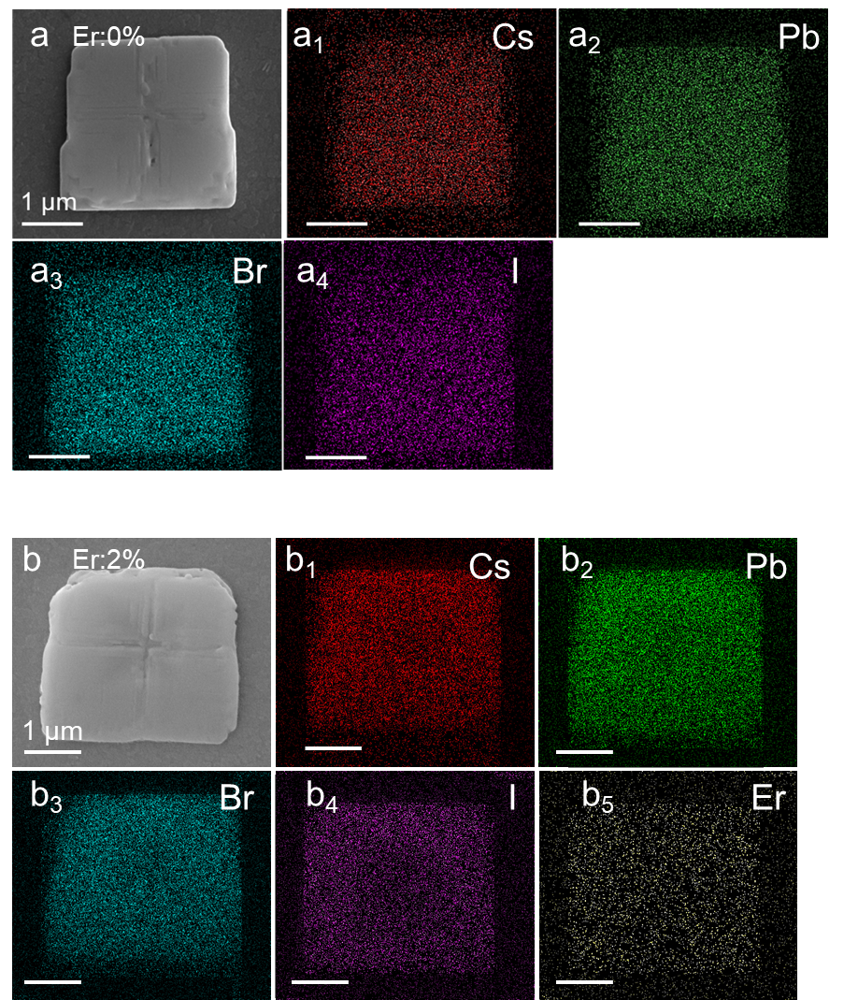 a Er:0%
1 μm
a1 Cs
a2 Pb
a3 Br
a4 I
b Er:2%
1 μm
b1 Cs
b2 Pb
b3 Br
b4 I
b5 Er